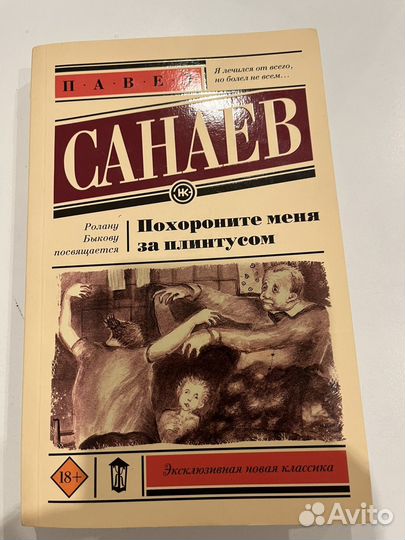 П·А·В·Е
Я лечился от всего,
но болел не всем...
САНАЕВ
НК
Ролану
Быкову
посвящается
Похороните меня
за плинтусом
18+
Эксклюзивная новая классика
Avito